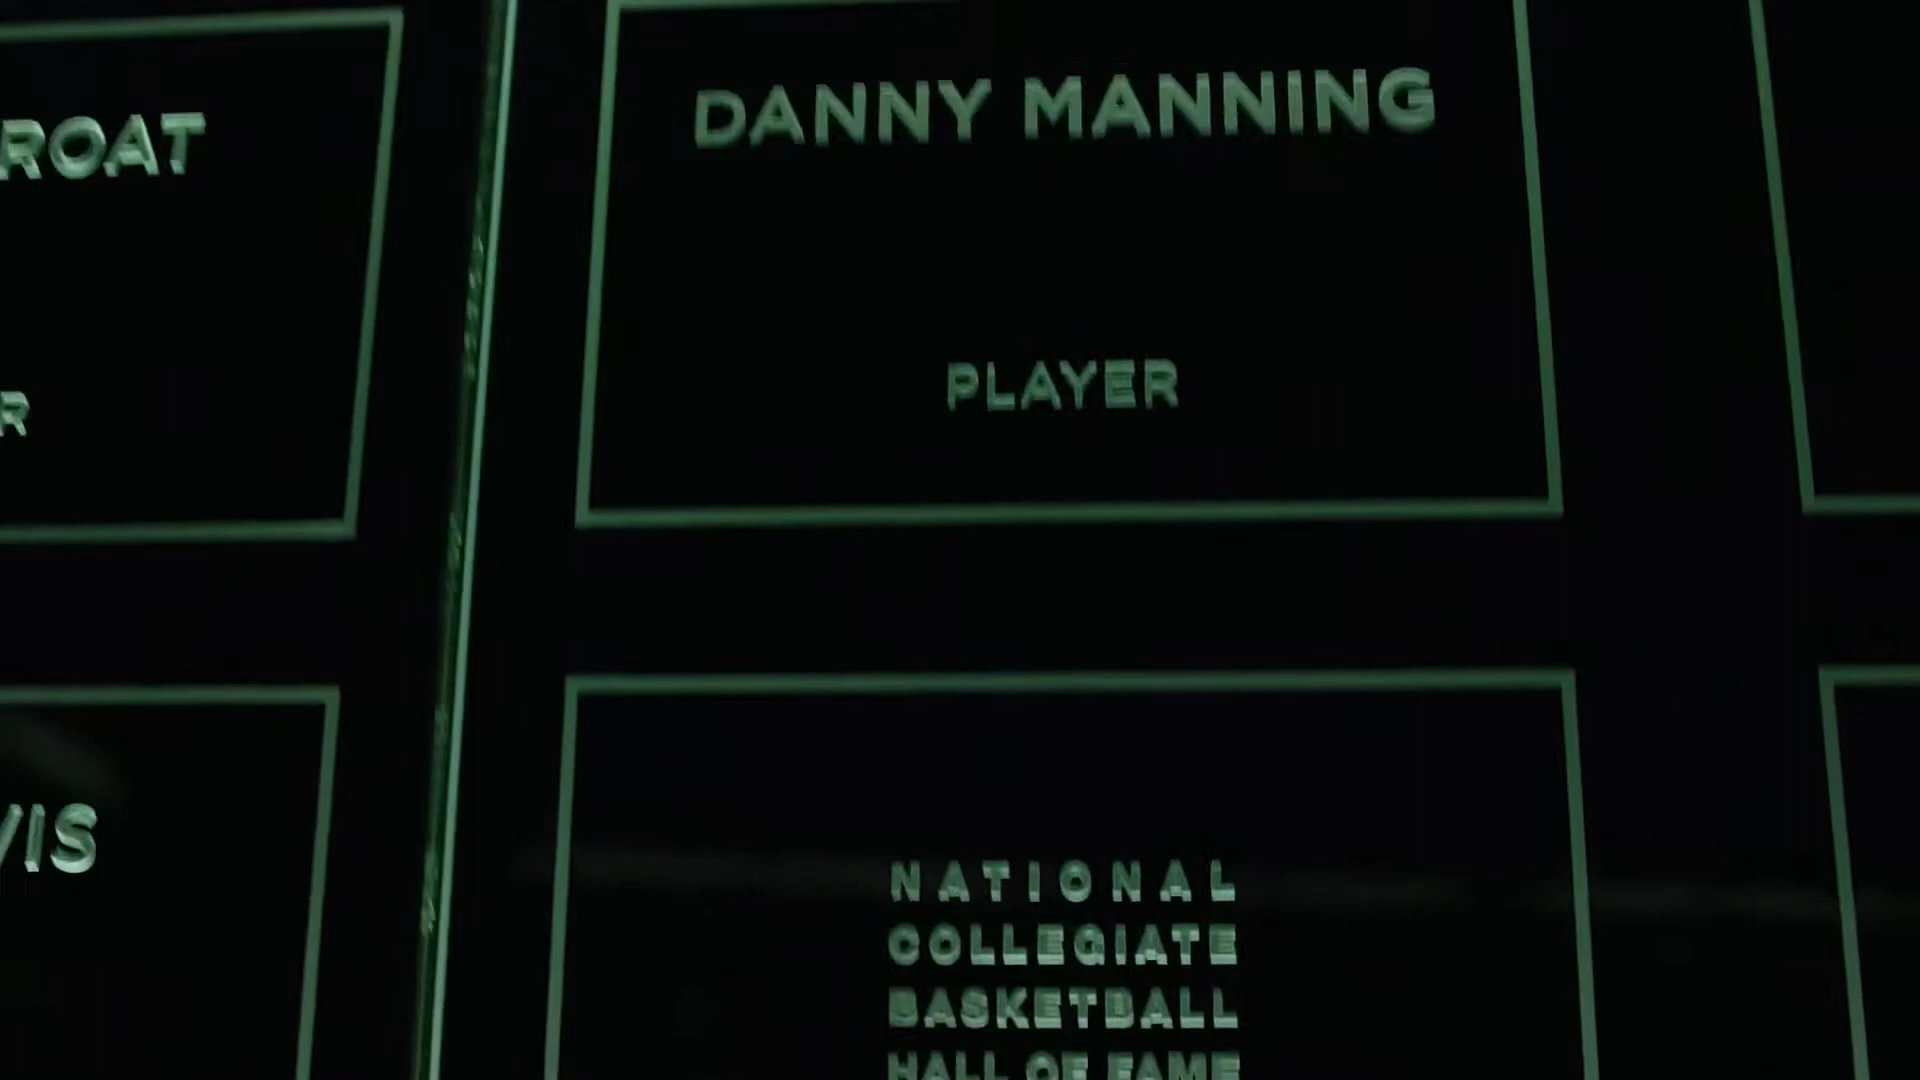 ROAT
DANNY MANNING
R
PLAYER
VIS
NATIONAL
COLLEGIATE
BASKETBALL
HALL OF FAME